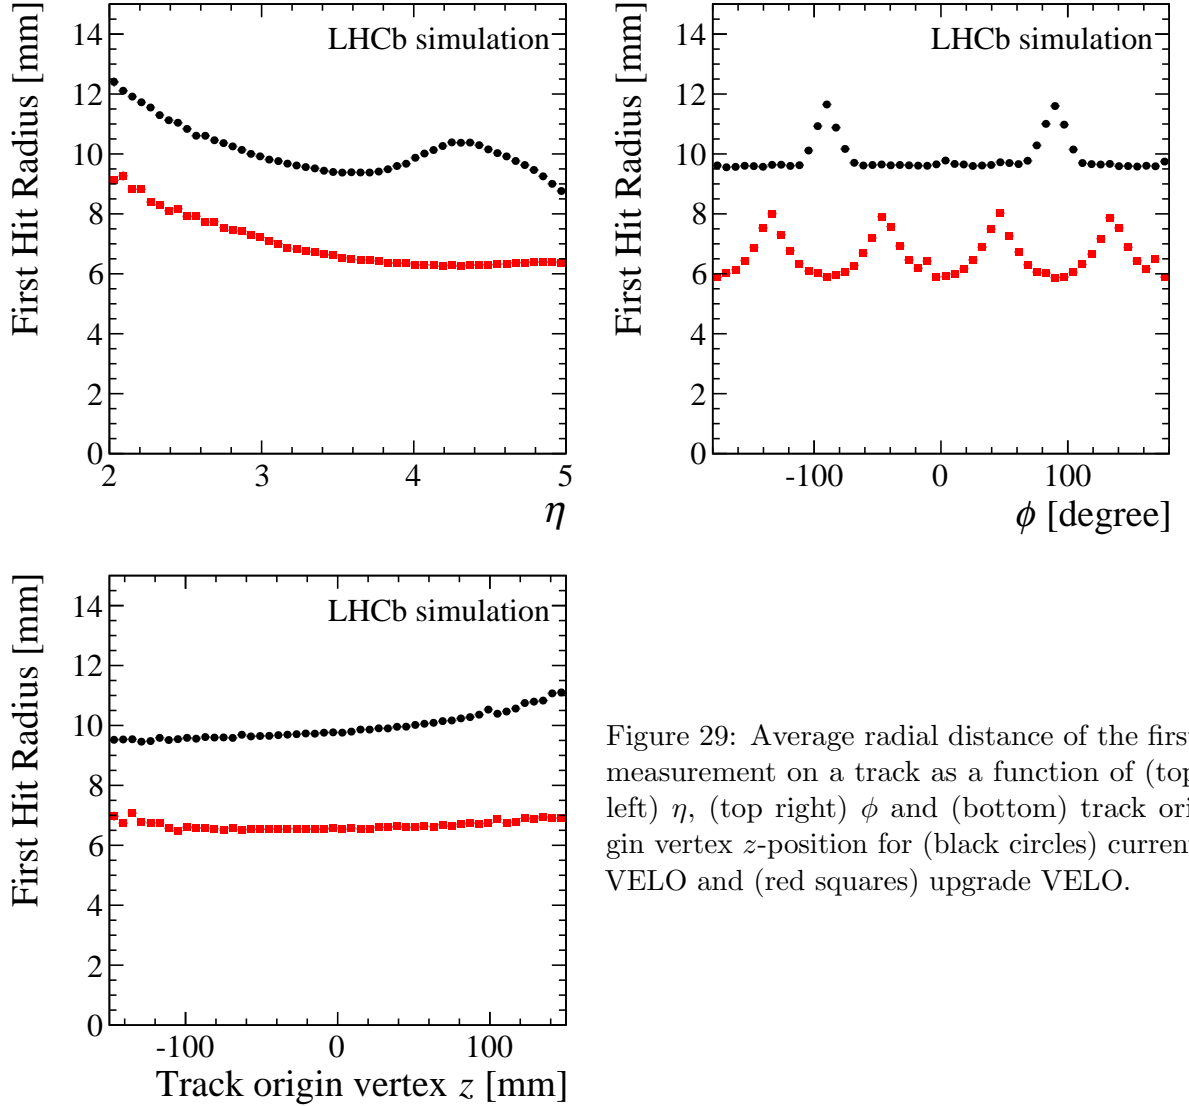 First Hit Radius [mm]
LHCb simulation
14
12
10
8
6
4
2
0
2 3 4 5
η
First Hit Radius [mm]
LHCb simulation
14
12
10
8
6
4
2
0
-100 0 100
ϕ [degree]
First Hit Radius [mm]
LHCb simulation
14
12
10
8
6
4
2
0
-100 0 100
Track origin vertex z [mm]
Figure 29: Average radial distance of the first
measurement on a track as a function of (top
left) η, (top right) ϕ and (bottom) track ori
gin vertex z-position for (black circles) current
VELO and (red squares) upgrade VELO.